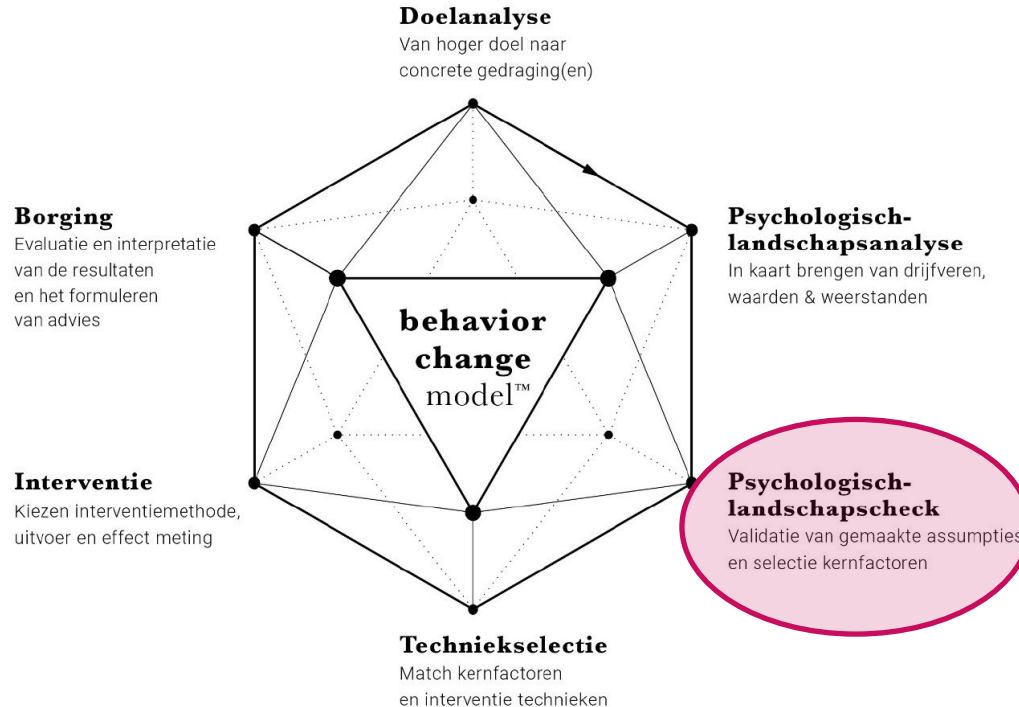 Doelanalyse
Van hoger doel naar
concrete gedraging(en)
Psychologisch-
landschapsanalyse
In kaart brengen van drijfveren,
waarden & weerstanden
Psychologisch-
landschapscheck
Validatie van gemaakte assumpties
en selectie kernfactoren
Techniekselectie
Match kernfactoren
en interventie technieken
Interventie
Kiezen interventiemethode,
uitvoer en effect meting
Borging
Evaluatie en interpretatie
van de resultaten
en het formuleren
van advies
behavior
change
model™